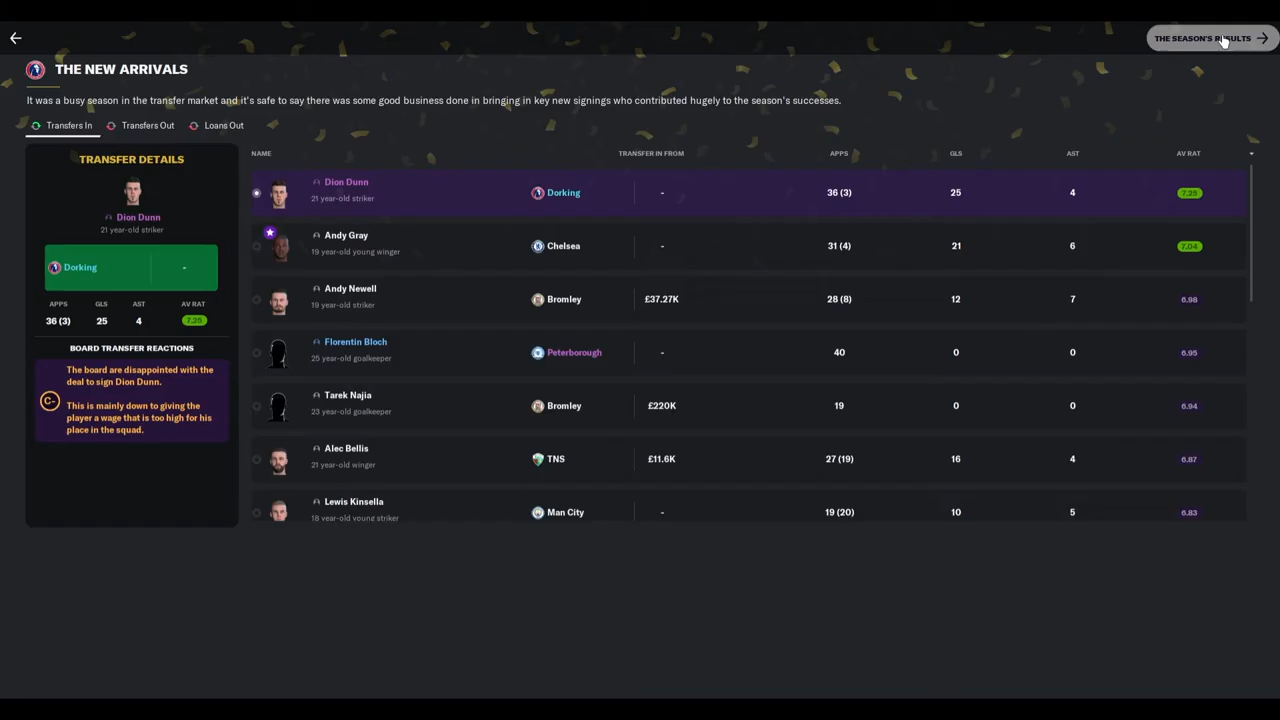 THE SEASON'S RESULTS
THE NEW ARRIVALS
It was a busy season in the transfer market and it's safe to say there was some good business done in bringing in key new signings who contributed hugely to the season's successes.
Transfers In Transfers Out Loans Out
TRANSFER DETAILS
Dion Dunn
21 year-old striker
Dorking -
APPS GLS AST AV RAT
36 (3) 25 4 7.25
BOARD TRANSFER REACTIONS
C-
The board are disappointed with the
deal to sign Dion Dunn.
This is mainly down to giving the
player a wage that is too high for his
place in the squad.
NAME TRANSFER IN FROM APPS GLS AST AV RAT
Dion Dunn
21 year-old striker
Dorking - 36 (3) 25 4 7.25
Andy Gray
19 year-old young winger
Chelsea - 31 (4) 21 6 7.04
Andy Newell
19 year-old striker
Bromley £37.27K 28 (8) 12 7 6.98
Florentin Bloch
25 year-old goalkeeper
Peterborough - 40 0 0 6.95
Tarek Najia
23 year-old goalkeeper
Bromley £220K 19 0 0 6.94
Alec Bellis
21 year-old winger
TNS £11.6K 27 (19) 16 4 6.87
Lewis Kinsella
18 year-old young striker
Man City - 19 (20) 10 5 6.83